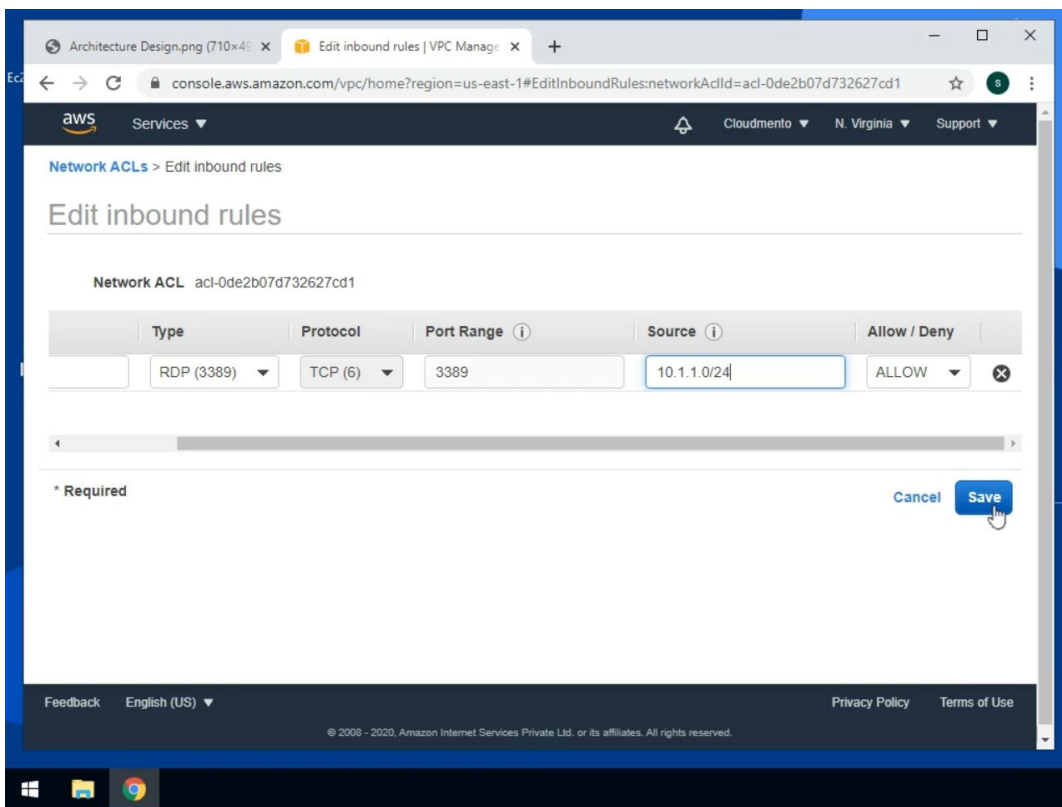 Architecture Design.png (710×49
Edit inbound rules | VPC Manage
Ec2
console.aws.amazon.com/vpc/home?region=us-east-1#EditInboundRules:networkAclId=acl-0de2b07d732627cd1
S
aws Services Cloudmento N. Virginia Support
Network ACLs > Edit inbound rules
Edit inbound rules
Network ACL acl-0de2b07d732627cd1
Type Protocol Port Range i Source i Allow / Deny
RDP (3389) TCP (6) 3389 10.1.1.0/24 ALLOW
* Required
Cancel Save
Feedback English (US) Privacy Policy Terms of Use
© 2008 - 2020, Amazon Internet Services Private Ltd. or its affiliates. All rights reserved.